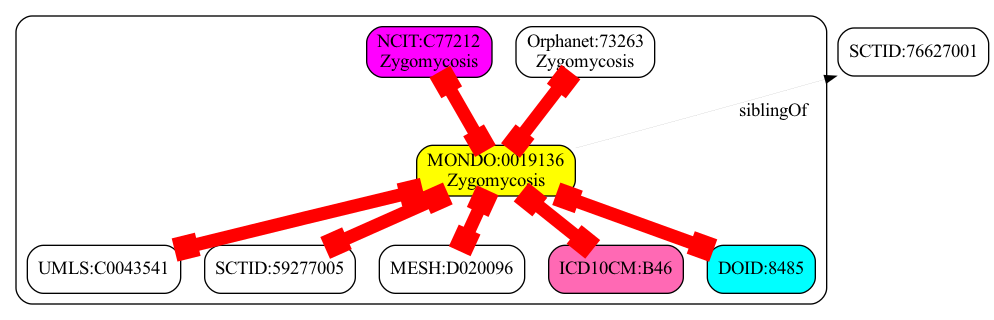 NCIT:C77212
Zygomycosis
Orphanet:73263
Zygomycosis
SCTID:76627001
siblingOf
MONDO:0019136
Zygomycosis
UMLS:C0043541
SCTID:59277005
MESH:D020096
ICD10CM:B46
DOID:8485